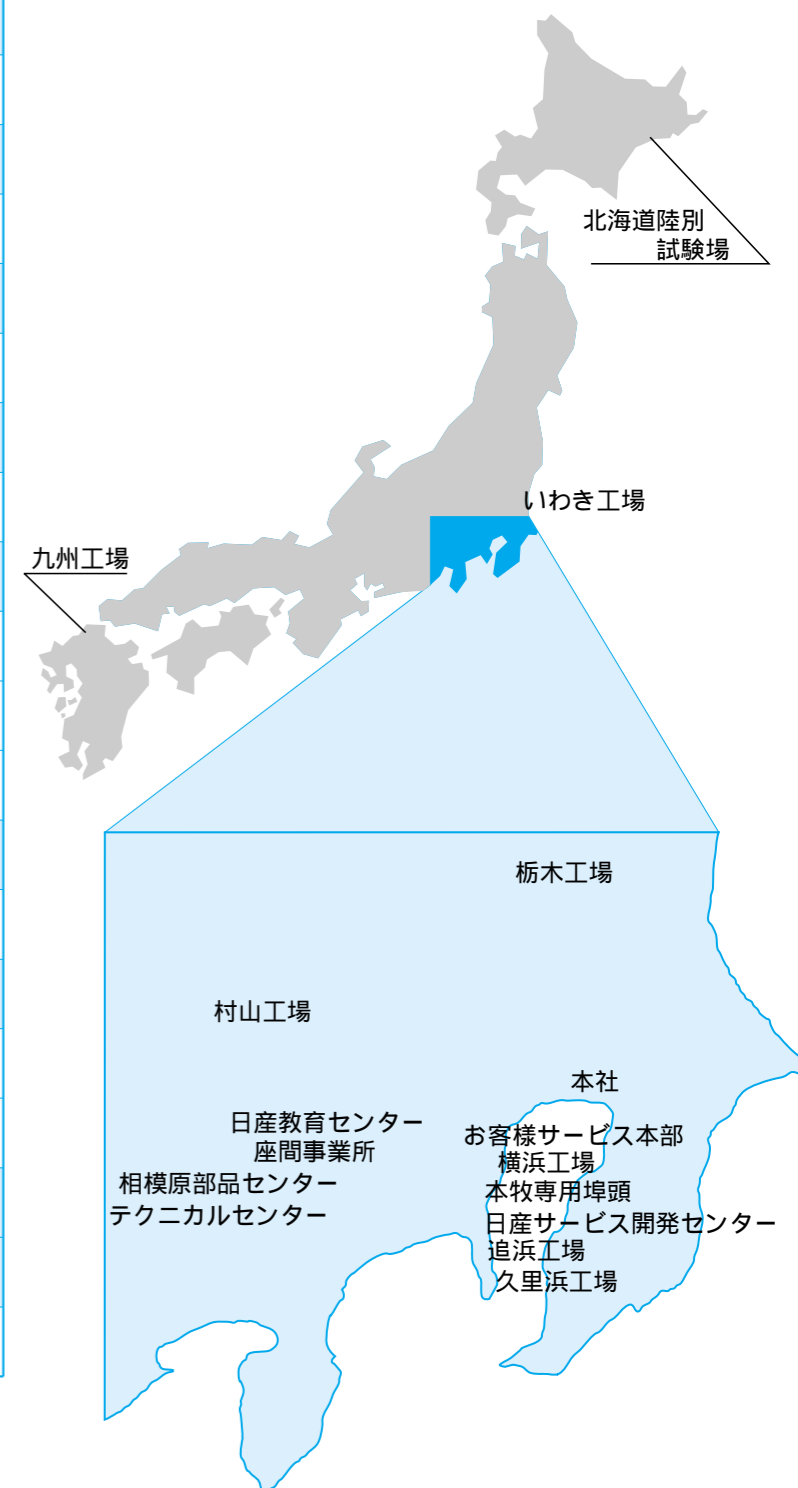 北海道陸別
試験場
いわき工場
九州工場
栃木工場
村山工場
本社
日産教育センター
座間事業所
相模原部品センター
テクニカルセンター
お客様サービス本部
横浜工場
本牧専用埠頭
日産サービス開発センター
追浜工場
久里浜工場